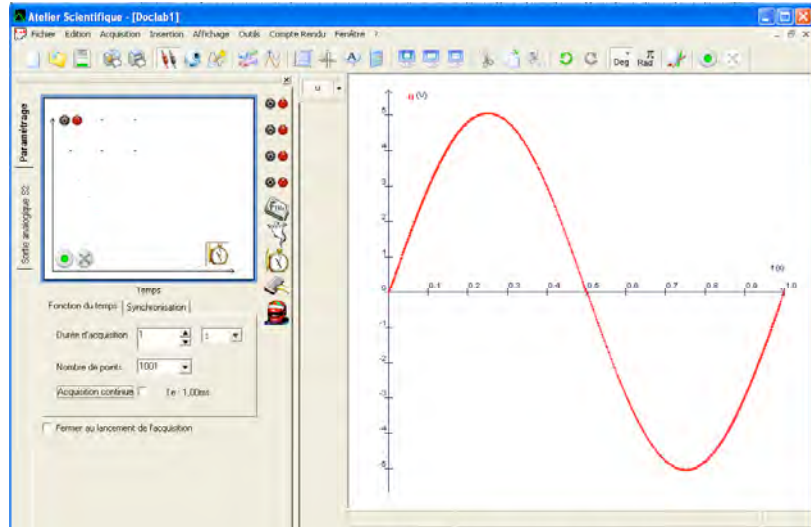 Atelier Scientifique - [Doclab1]
Fichier Edition Acquisition Insertion Affichage Outils Compte Rendu Fenêtre ?
Deg Rad
π
Paramétrage
Sortie analogique S2
Temps
Fonction du temps Synchronisation
Durée d'acquisition 1 s
Nombre de points 1001
Acquisition continue Te : 1,00ms
Fermer au lancement de l'acquisition
u
u (V)
5
4
3
2
1
0
-1
-2
-3
-4
-5
t (s)
0.1 0.2 0.3 0.4 0.5 0.6 0.7 0.8 0.9 1.0